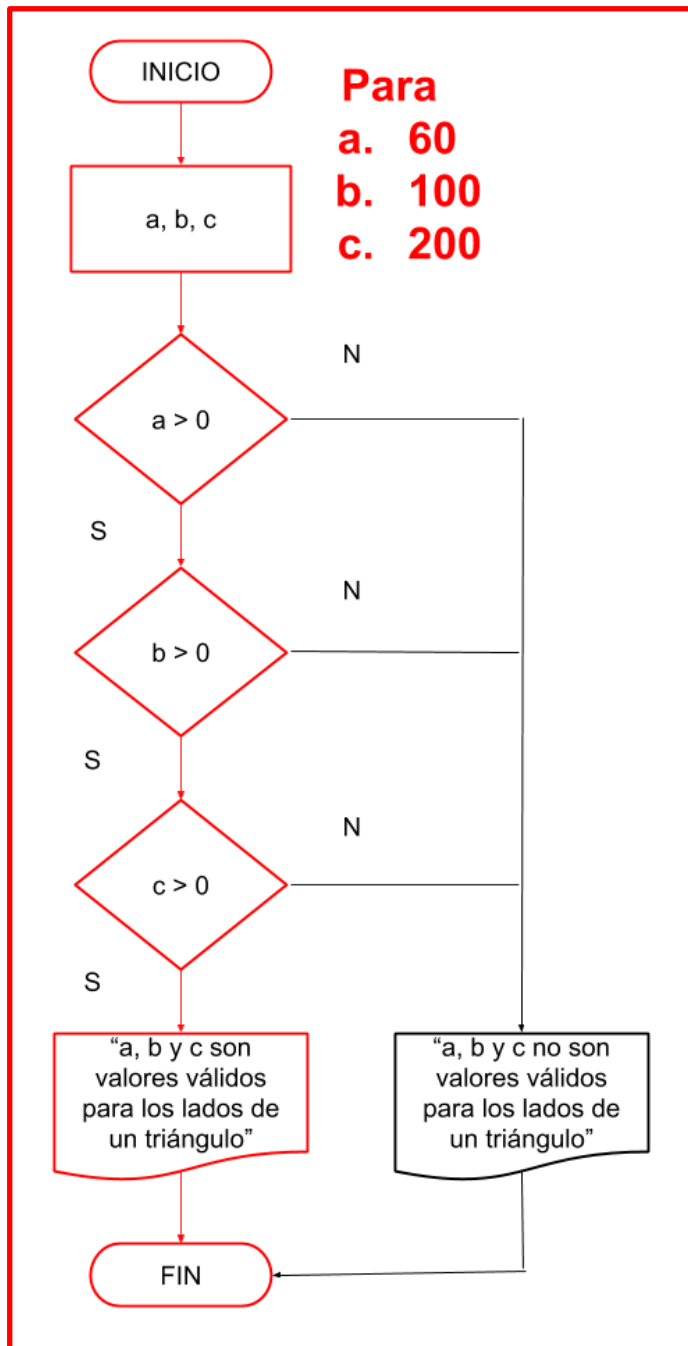 INICIO
Para
a. 60
b. 100
c. 200
a, b, c
N
a > 0
S
N
b > 0
S
N
c > 0
S
“a, b y c son
valores válidos
para los lados de
un triángulo”
“a, b y c no son
valores válidos
para los lados de
un triángulo”
FIN